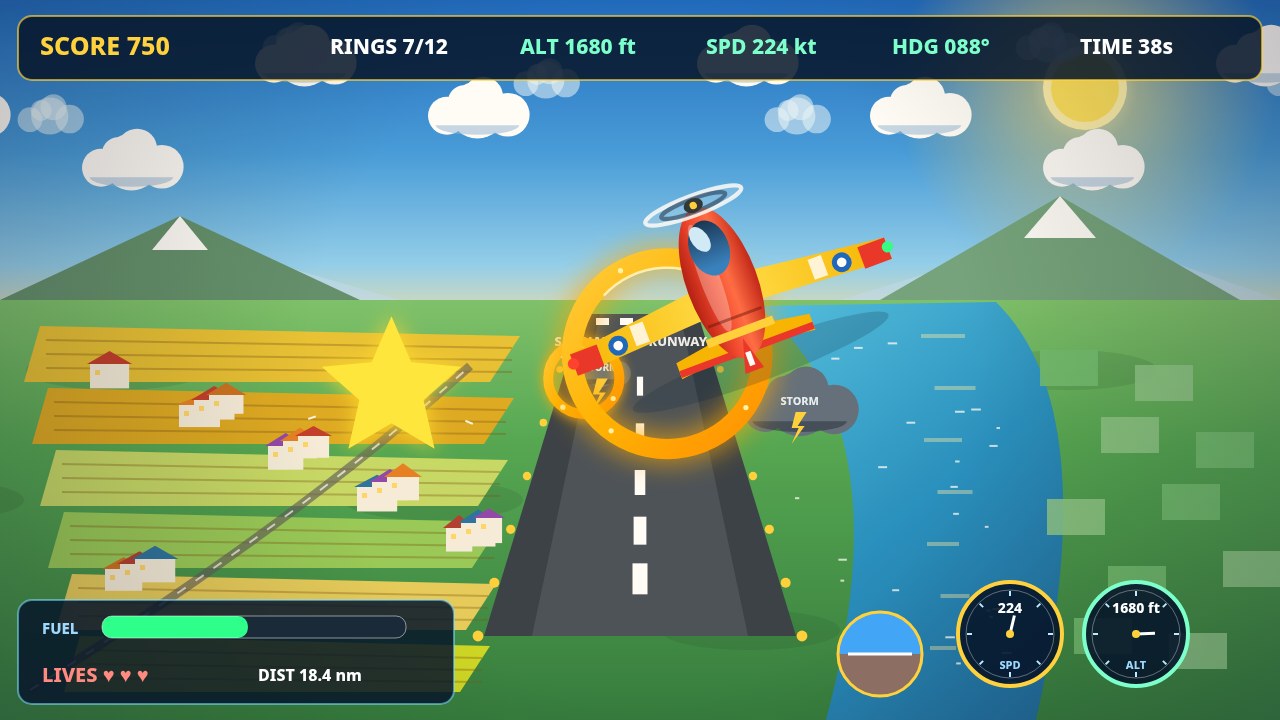 SCORE 750
RINGS 7/12
ALT 1680 ft
SPD 224 kt
HDG 088°
TIME 38s
RUNWAY
STORM
FUEL
LIVES ♥ ♥ ♥
DIST 18.4 nm
224
SPD
1680 ft
ALT